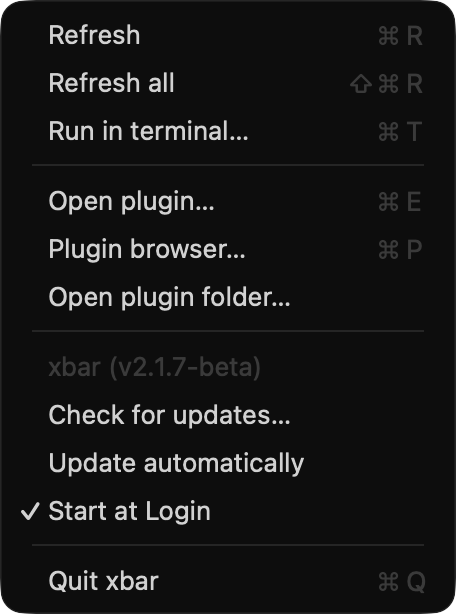 Refresh ⌘ R
Refresh all ⇧ ⌘ R
Run in terminal… ⌘ T
Open plugin… ⌘ E
Plugin browser… ⌘ P
Open plugin folder…
xbar (v2.1.7-beta)
Check for updates…
Update automatically
✓ Start at Login
Quit xbar ⌘ Q